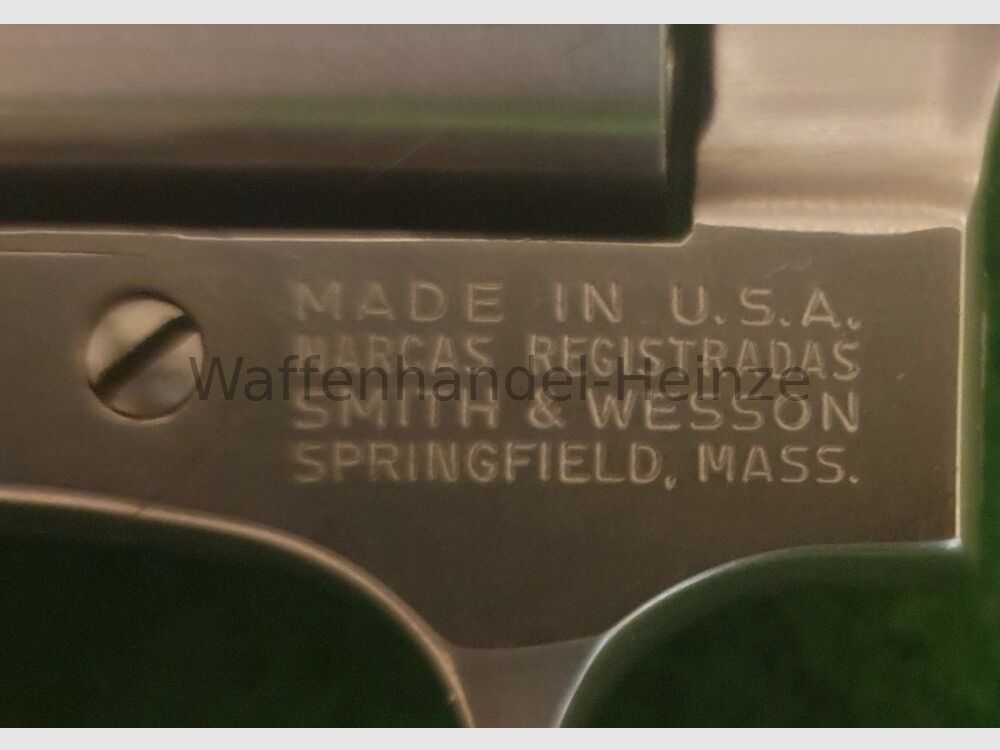 MADE IN U.S.A.
MARCAS REGISTRADAS
Waffenhandel-Heinze
SMITH & WESSON
SPRINGFIELD, MASS.